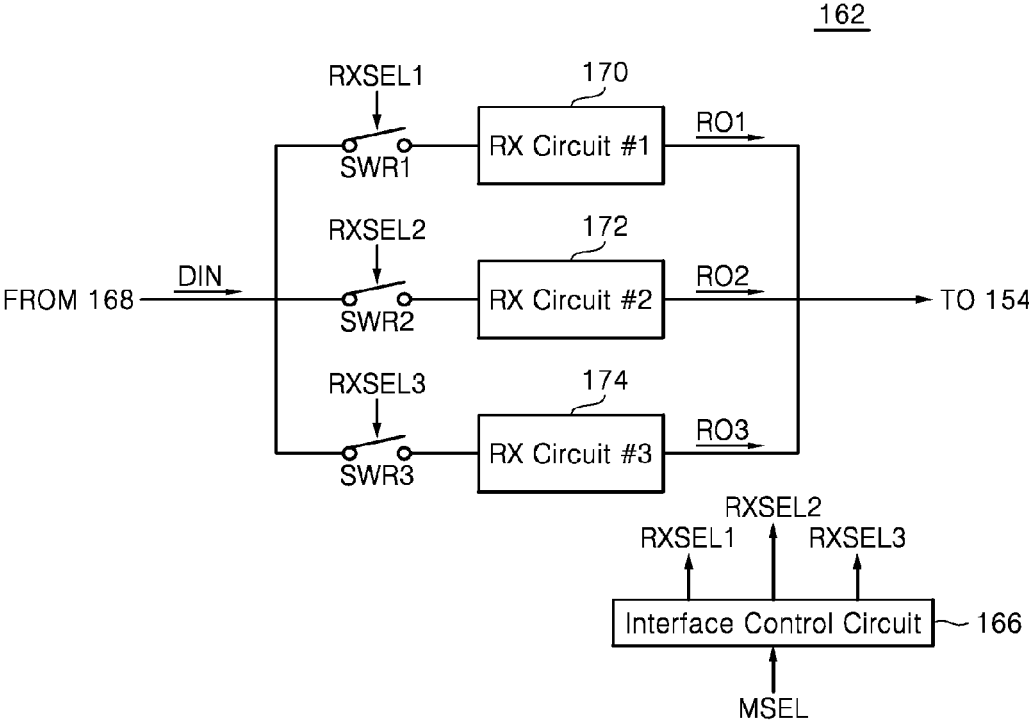 162
RXSEL1
170
RX Circuit #1
RO1
SWR1
RXSEL2
172
FROM 168
DIN
RX Circuit #2
RO2
TO 154
SWR2
RXSEL3
174
RX Circuit #3
RO3
SWR3
RXSEL2
RXSEL1
RXSEL3
Interface Control Circuit
166
MSEL